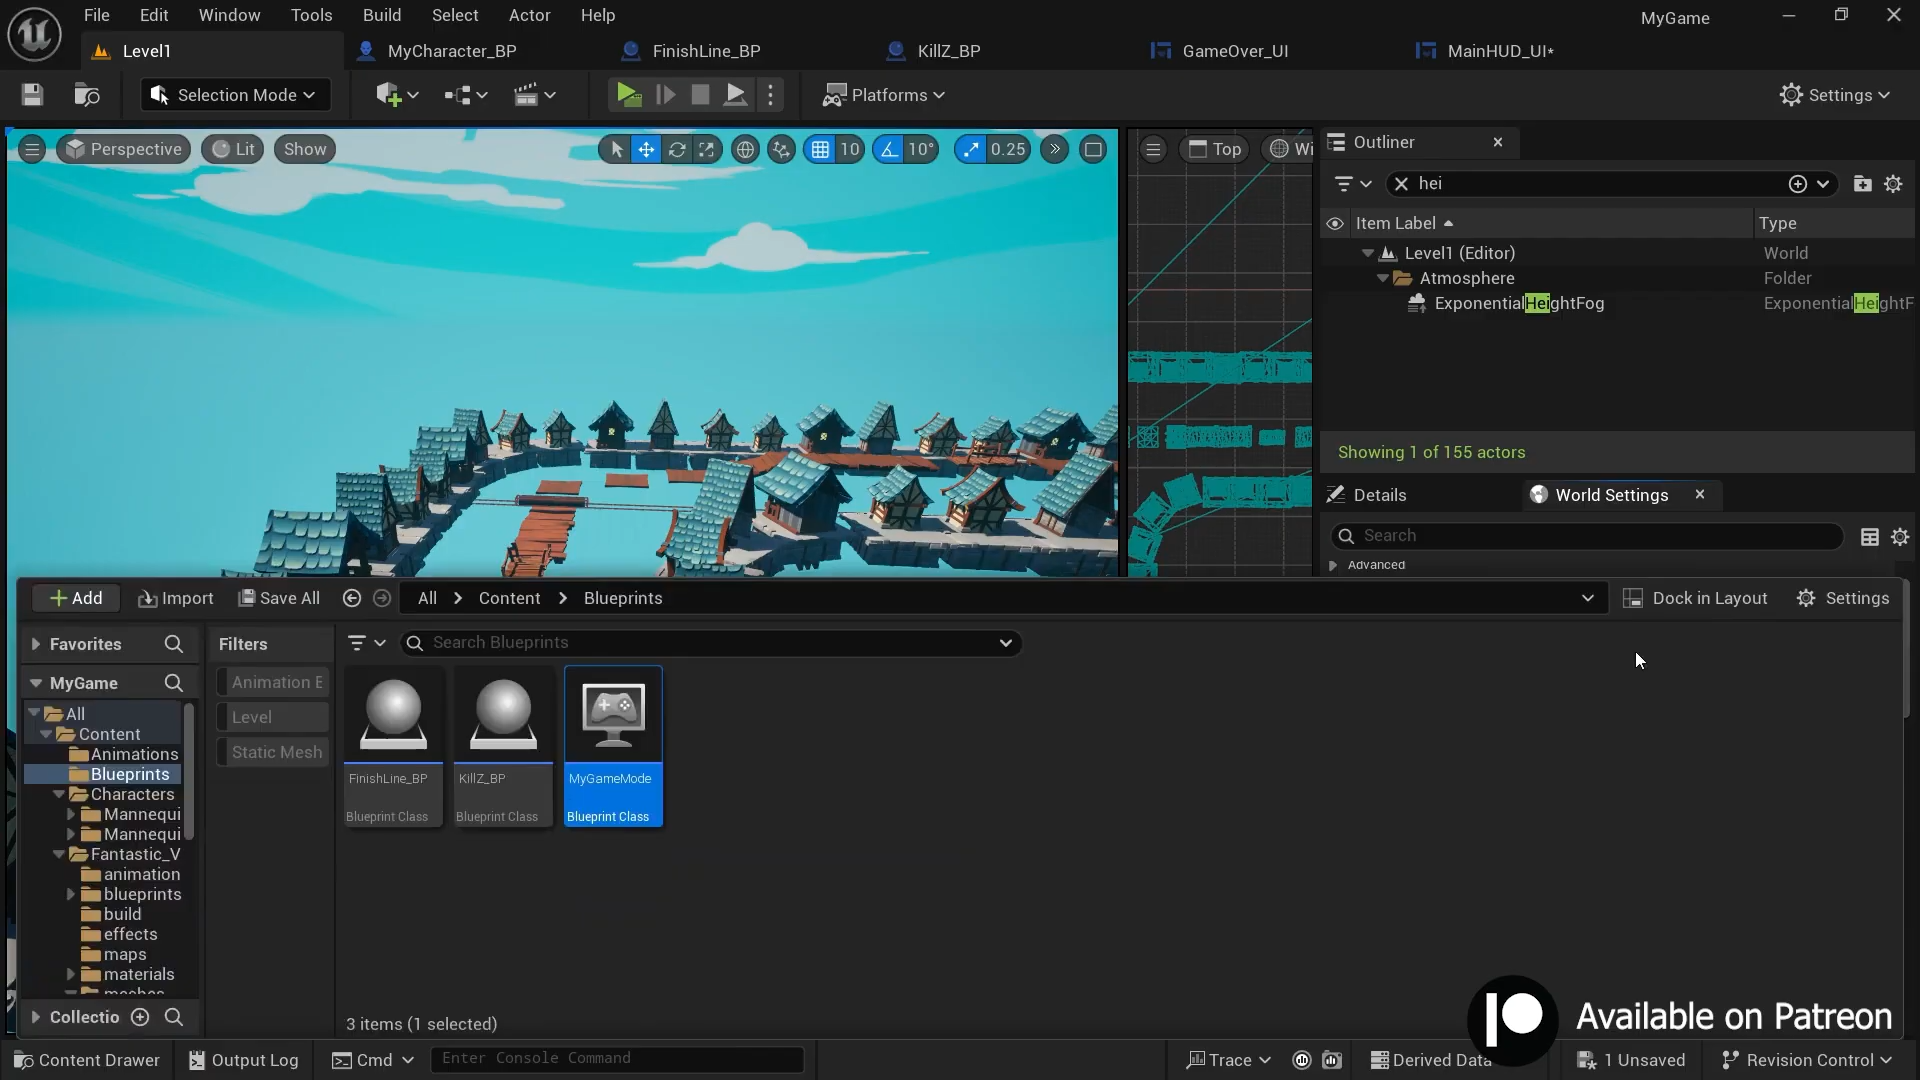 File Edit Window Tools Build Select Actor Help
MyGame
Level1
MyCharacter_BP
FinishLine_BP
KillZ_BP
GameOver_UI
MainHUD_UI*
Selection Mode
Platforms
Settings
Perspective
Lit
Show
10
10°
0.25
Top
Wi
Outliner
hei
Item Label
Type
Level1 (Editor)
World
Atmosphere
Folder
ExponentialHeightFog
ExponentialHeightF
Showing 1 of 155 actors
Details
World Settings
Search
Advanced
Add
Import
Save All
All > Content > Blueprints
Dock in Layout
Settings
Favorites
Filters
Search Blueprints
MyGame
Animation B
Level
Static Mesh
All
Content
Animations
Blueprints
Characters
Mannequi
Mannequi
Fantastic_V
animation
blueprints
build
effects
maps
materials
meshes
Collectio
FinishLine_BP
Blueprint Class
KillZ_BP
Blueprint Class
MyGameMode
Blueprint Class
3 items (1 selected)
Available on Patreon
Content Drawer
Output Log
Cmd
Enter Console Command
Trace
Derived Data
1 Unsaved
Revision Control